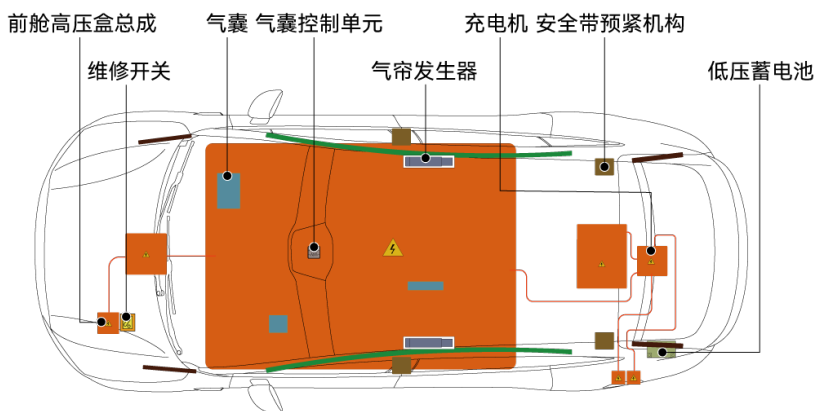 前舱高压盒总成
气囊
气囊控制单元
充电机
安全带预紧机构
维修开关
气帘发生器
低压蓄电池